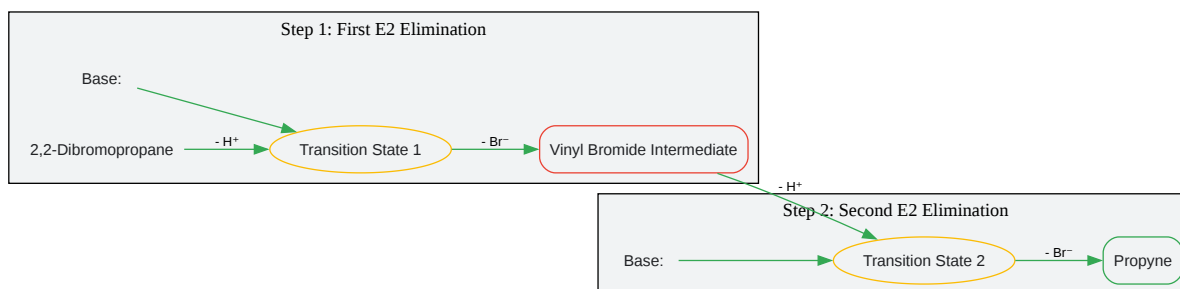 Step 1: First E2 Elimination
Base:
2,2-Dibromopropane
- H⁺
Transition State 1
- Br⁻
Vinyl Bromide Intermediate
- H⁺
Step 2: Second E2 Elimination
Base:
Transition State 2
- Br⁻
Propyne